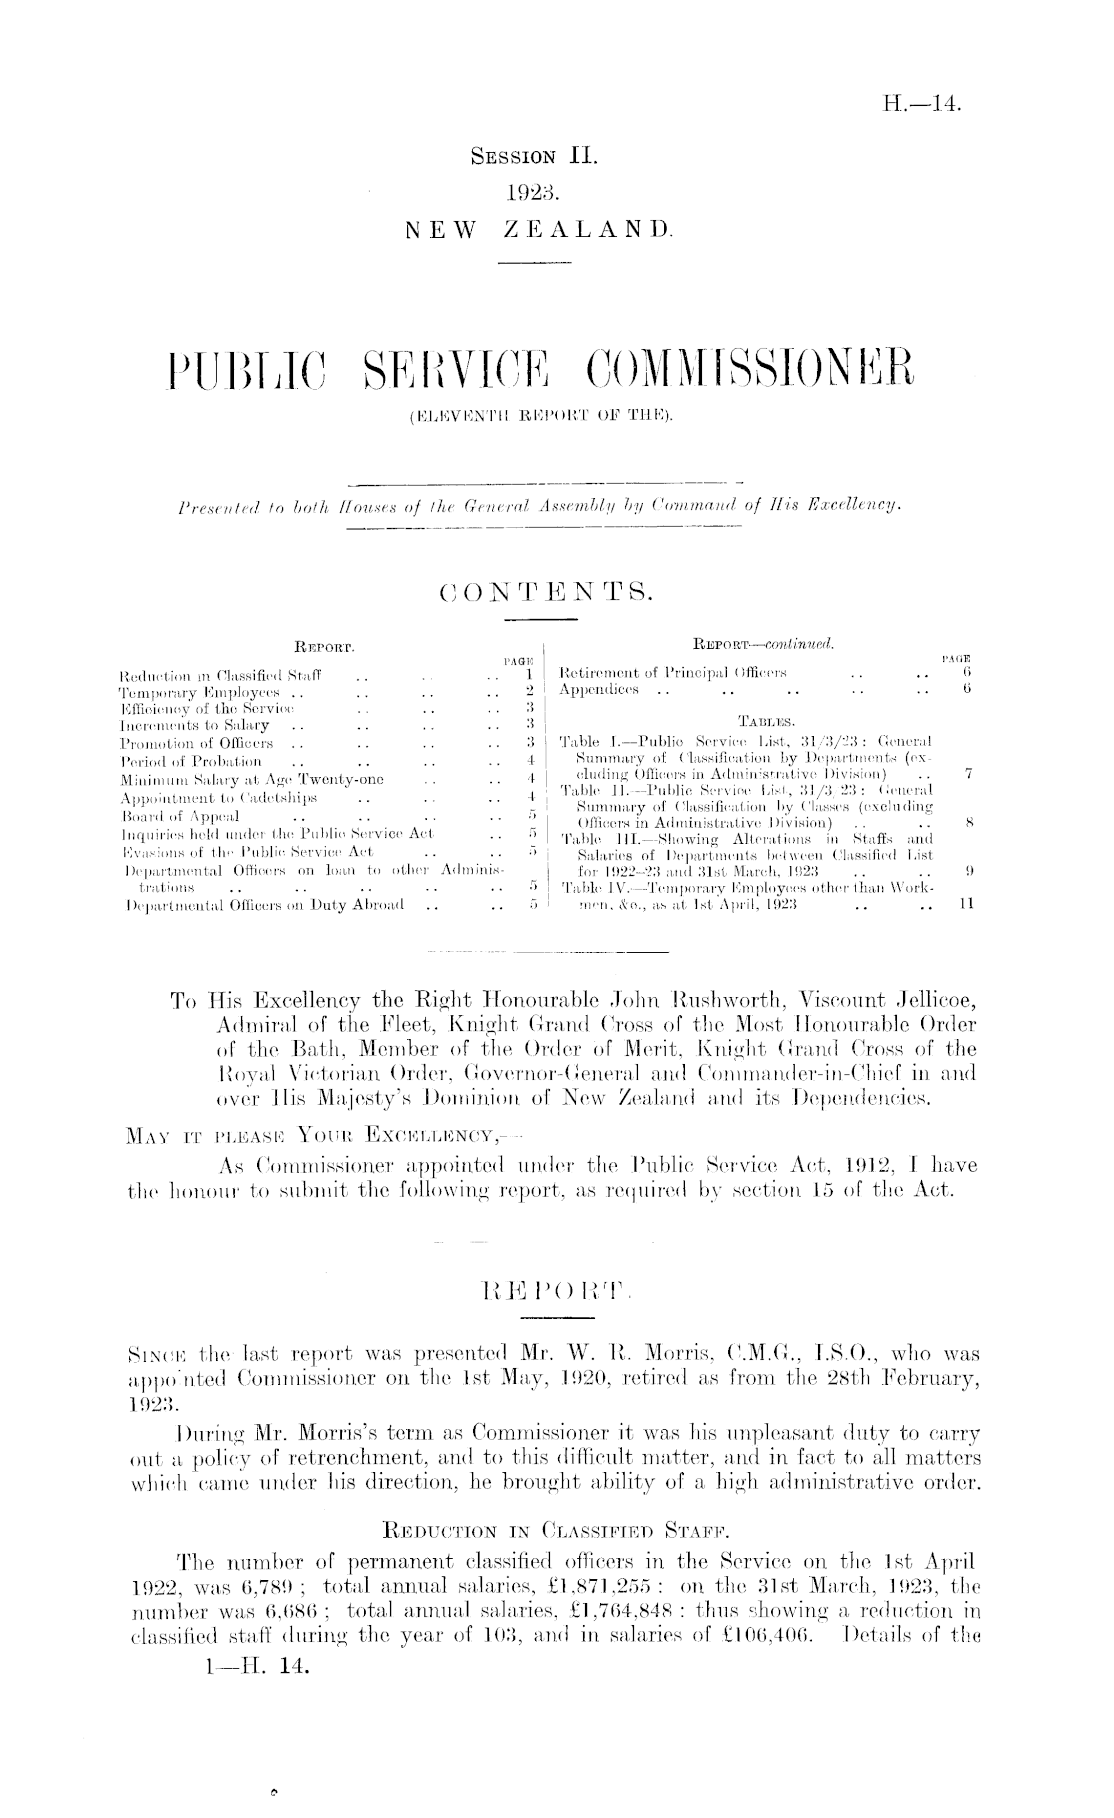 H.—14.
SESSION II.
1923.
NEW ZEALAND.
PUBLIC SERVICE COMMISSIONER
(ELEVENTH REPORT OF THE).
Presented to both Houses of the General Assembly by Command of His Excellency.
CONTENTS.
REPORT.
PAGE
Reduction in Classified Staff .. .. .. 1
Temporary Employees .. .. .. .. 2
Efficiency of the Service .. .. .. 3
Increments to Salary .. .. .. .. 3
Promotion of Officers .. .. .. .. 3
Period of Probation .. .. .. .. 4
Minimum Salary at Age Twenty-one .. .. 4
Appointment to Cadetships .. .. .. 4
Board of Appeal .. .. .. .. 5
Inquiries held under the Public Service Act .. 5
Evasions of the Public Service Act .. .. 5
Departmental Officers on loan to other Adminis-
trations .. .. .. .. .. 5
Departmental Officers on Duty Abroad .. .. 5
REPORT—continued.
PAGE
Retirement of Principal Officers .. .. 6
Appendices .. .. .. .. .. 6
TABLES.
Table I.—Public Service List, 31/3/23: General
Summary of Classification by Departments (ex-
cluding Officers in Administrative Division) .. 7
Table II.—Public Service List, 31/3/23: General
Summary of Classification by Classes (excluding
Officers in Administrative Division) .. .. 8
Table III.—Showing Alterations in Staffs and
Salaries of Departments between Classified List
for 1922–23 and 31st March, 1923 .. .. 9
Table IV.—Temporary Employees other than Work-
men, &c., as at 1st April, 1923 .. .. 11
To His Excellency the Right Honourable John Rushworth, Viscount Jellicoe,
Admiral of the Fleet, Knight Grand Cross of the Most Honourable Order
of the Bath, Member of the Order of Merit, Knight Grand Cross of the
Royal Victorian Order, Governor-General and Commander-in-Chief in and
over His Majesty's Dominion of New Zealand and its Dependencies.
MAY IT PLEASE YOUR EXCELLENCY,—
As Commissioner appointed under the Public Service Act, 1912, I have
the honour to submit the following report, as required by section 15 of the Act.
REPORT.
SINCE the last report was presented Mr. W. R. Morris, C.M.G., I.S.O., who was
appointed Commissioner on the 1st May, 1920, retired as from the 28th February,
1923.
During Mr. Morris's term as Commissioner it was his unpleasant duty to carry
out a policy of retrenchment, and to this difficult matter, and in fact to all matters
which came under his direction, he brought ability of a high administrative order.
REDUCTION IN CLASSIFIED STAFF.
The number of permanent classified officers in the Service on the 1st April
1922, was 6,789; total annual salaries, £1,871,255: on the 31st March, 1923, the
number was 6,686; total annual salaries, £1,764,848: thus showing a reduction in
classified staff during the year of 103, and in salaries of £106,406. Details of the
1—H. 14.